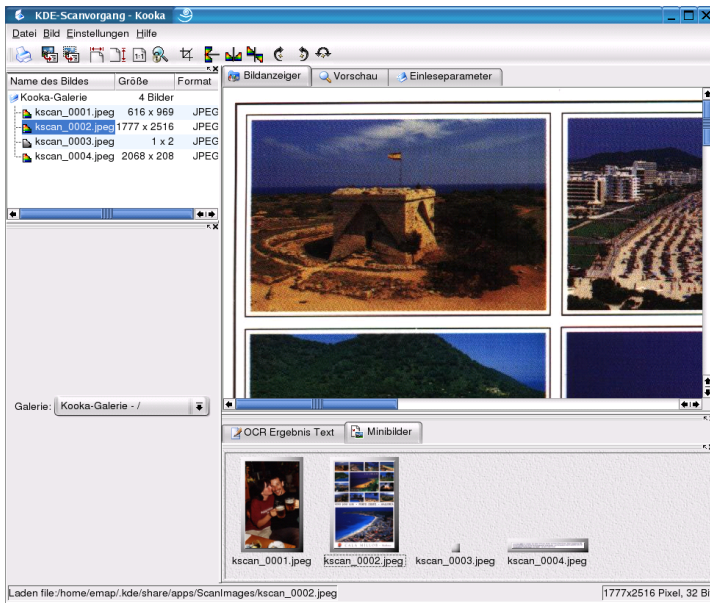 KDE-Scanvorgang - Kooka
Datei Bild Einstellungen Hilfe
Name des Bildes Größe Format
Kooka-Galerie 4 Bilder
kscan_0001.jpeg 616 x 969 JPEG
kscan_0002.jpeg 1777 x 2516 JPEG
kscan_0003.jpeg 1 x 2 JPEG
kscan_0004.jpeg 2068 x 208 JPEG
Galerie: Kooka-Galerie - /
Bildanzeiger Vorschau Einleseparameter
OCR Ergebnis Text Minibilder
kscan_0001.jpeg kscan_0002.jpeg kscan_0003.jpeg kscan_0004.jpeg
Laden file:/home/emap/.kde/share/apps/ScanImages/kscan_0002.jpeg
1777x2516 Pixel, 32 Bi